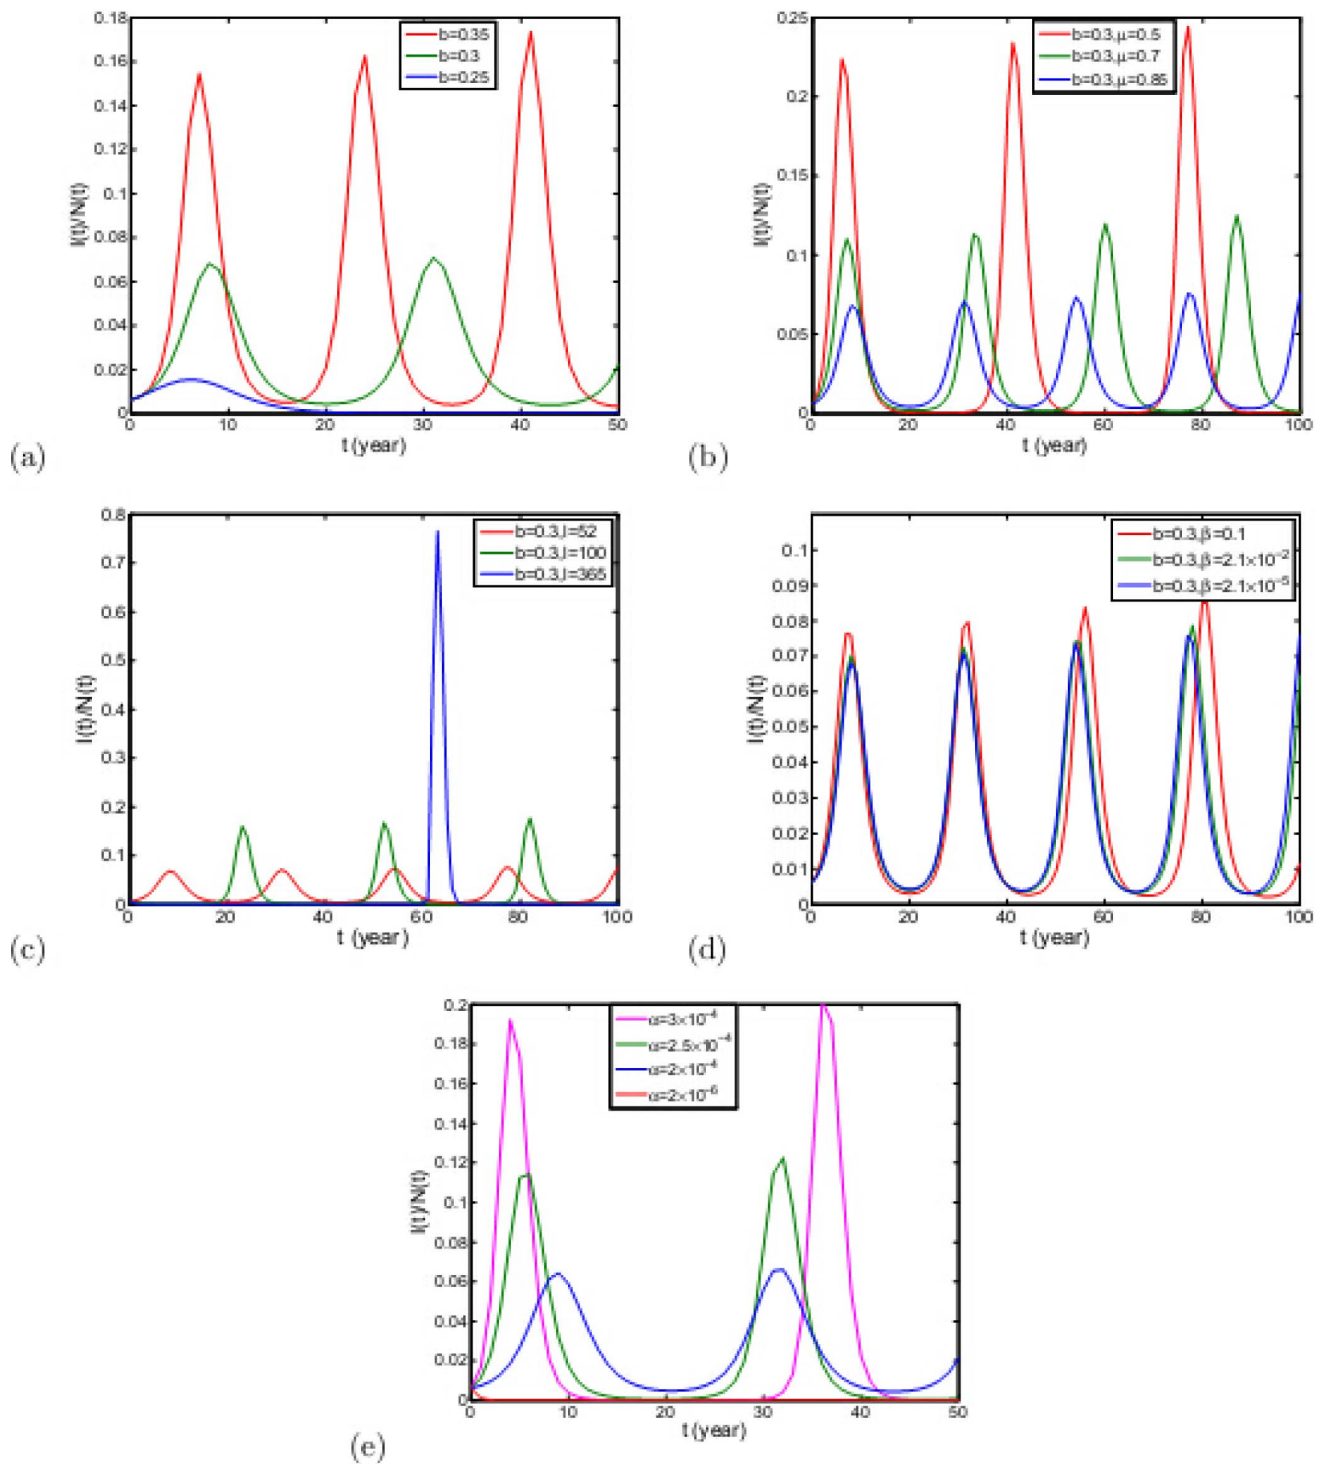 0.18
0.16
0.14
0.12
0.1
0.08
0.06
0.04
0.02
0
I(t)/N(t)
b=0.35
b=0.3
b=0.25
0 10 20 30 40 50
t (year)
(a)
0.25
0.2
0.15
0.1
0.05
0
I(t)/N(t)
b=0.3,μ=0.5
b=0.3,μ=0.7
b=0.3,μ=0.85
0 20 40 60 80 100
t (year)
(b)
0.8
0.7
0.6
0.5
0.4
0.3
0.2
0.1
0
I(t)/N(t)
b=0.3,l=52
b=0.3,l=100
b=0.3,l=365
0 20 40 60 80 100
t (year)
(c)
0.1
0.09
0.08
0.07
0.06
0.05
0.04
0.03
0.02
0.01
0
I(t)/N(t)
b=0.3,β=0.1
b=0.3,β=2.1×10⁻²
b=0.3,β=2.1×10⁻⁵
0 20 40 60 80 100
t (year)
(d)
0.2
0.18
0.16
0.14
0.12
0.1
0.08
0.06
0.04
0.02
0
I(t)/N(t)
α=3×10⁻⁴
α=2.5×10⁻⁴
α=2×10⁻⁴
α=2×10⁻⁶
0 10 20 30 40 50
t (year)
(e)